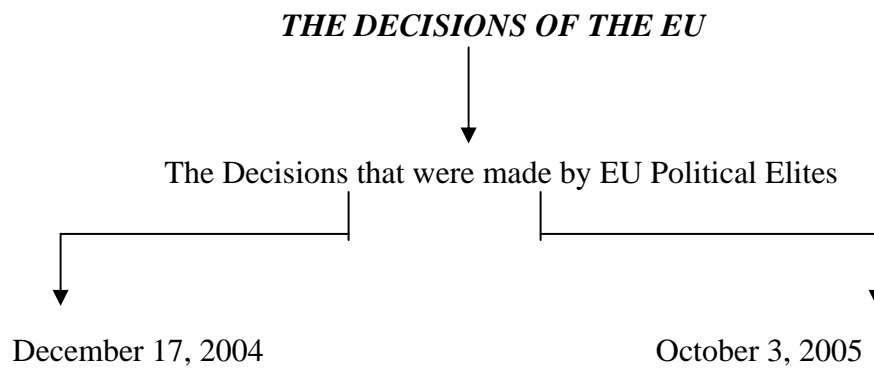 THE DECISIONS OF THE EU
The Decisions that were made by EU Political Elites
December 17, 2004
October 3, 2005